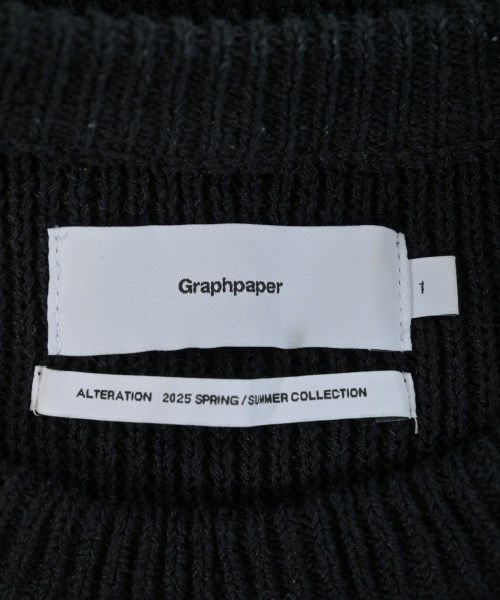 Graphpaper
1
ALTERATION 2025 SPRING/SUMMER COLLECTION